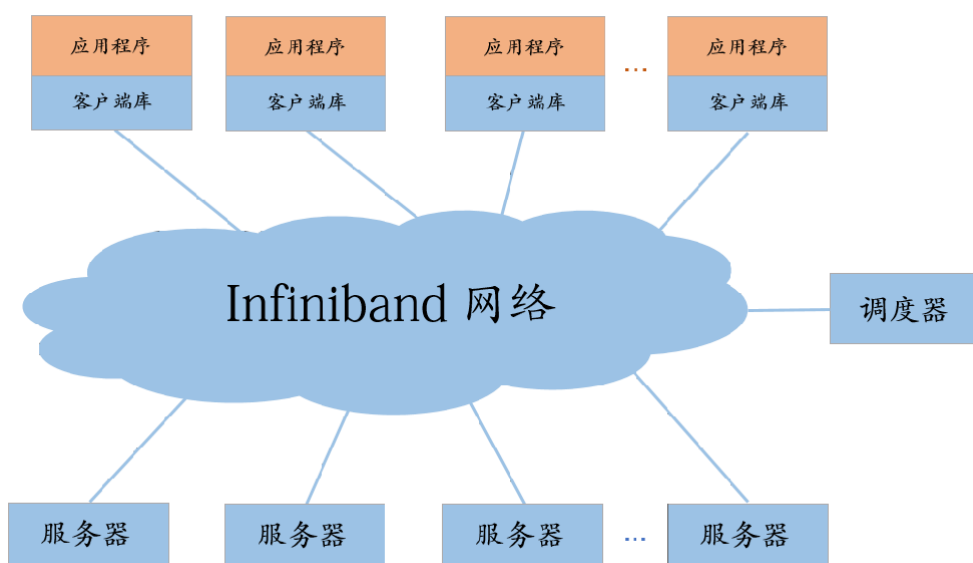 应用程序
应用程序
应用程序
...
应用程序
客户端库
客户端库
客户端库
客户端库
Infiniband 网络
调度器
服务器
服务器
服务器
...
服务器